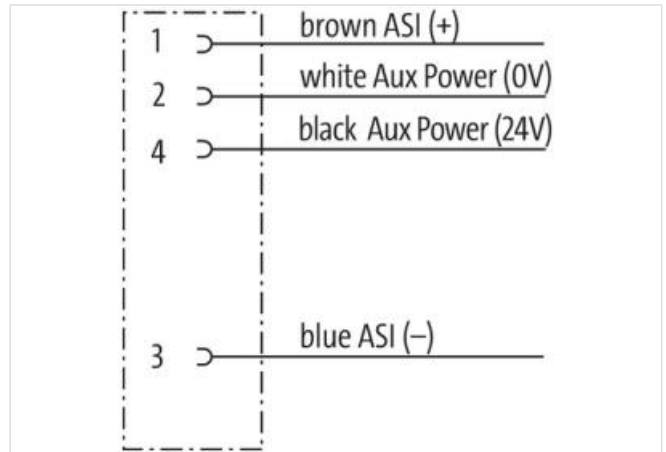 1 brown ASI (+)
2 white Aux Power (0V)
4 black Aux Power (24V)
3 blue ASI (–)